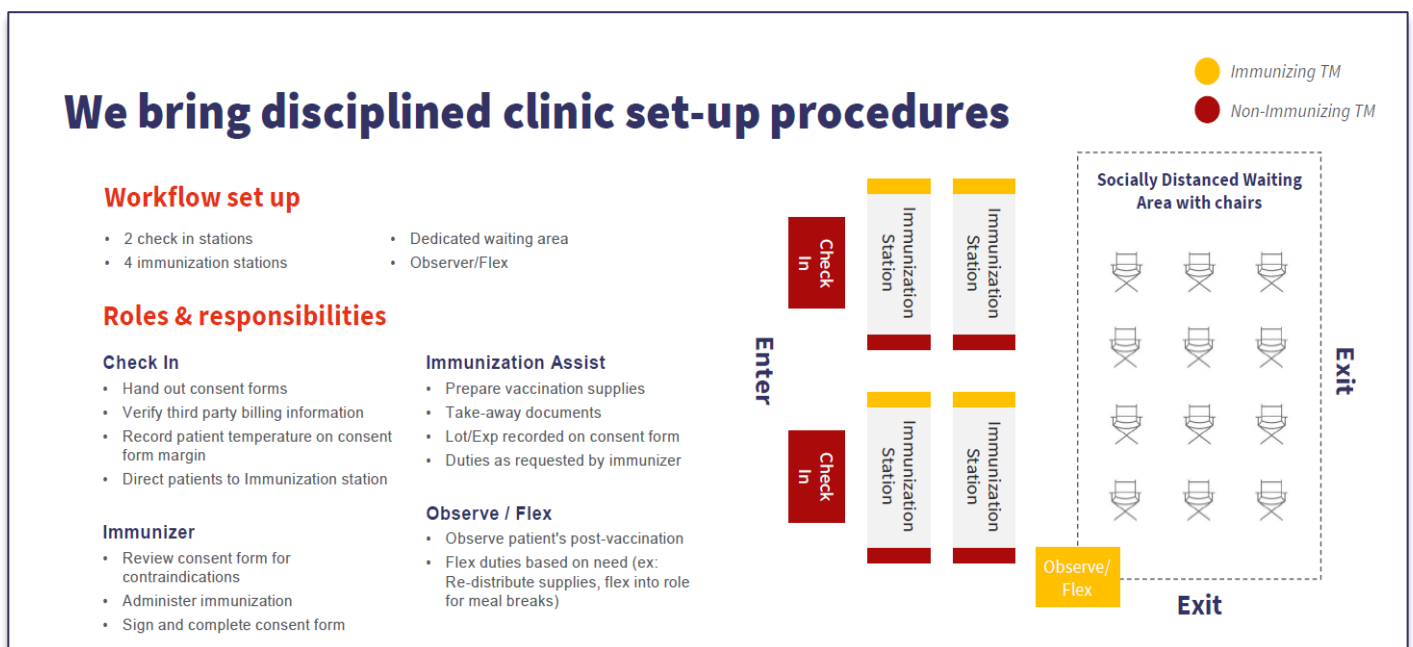 We bring disciplined clinic set-up procedures
Immunizing TM
Non-Immunizing TM
Workflow set up
• 2 check in stations
• 4 immunization stations
• Dedicated waiting area
• Observer/Flex
Roles & responsibilities
Check In
• Hand out consent forms
• Verify third party billing information
• Record patient temperature on consent
form margin
• Direct patients to Immunization station
Immunizer
• Review consent form for
contraindications
• Administer immunization
• Sign and complete consent form
Immunization Assist
• Prepare vaccination supplies
• Take-away documents
• Lot/Exp recorded on consent form
• Duties as requested by immunizer
Observe / Flex
• Observe patient's post-vaccination
• Flex duties based on need (ex:
Re-distribute supplies, flex into role
for meal breaks)
Enter
Check
In
Immunization
Station
Immunization
Station
Check
In
Immunization
Station
Immunization
Station
Socially Distanced Waiting
Area with chairs
Exit
Observe/
Flex
Exit